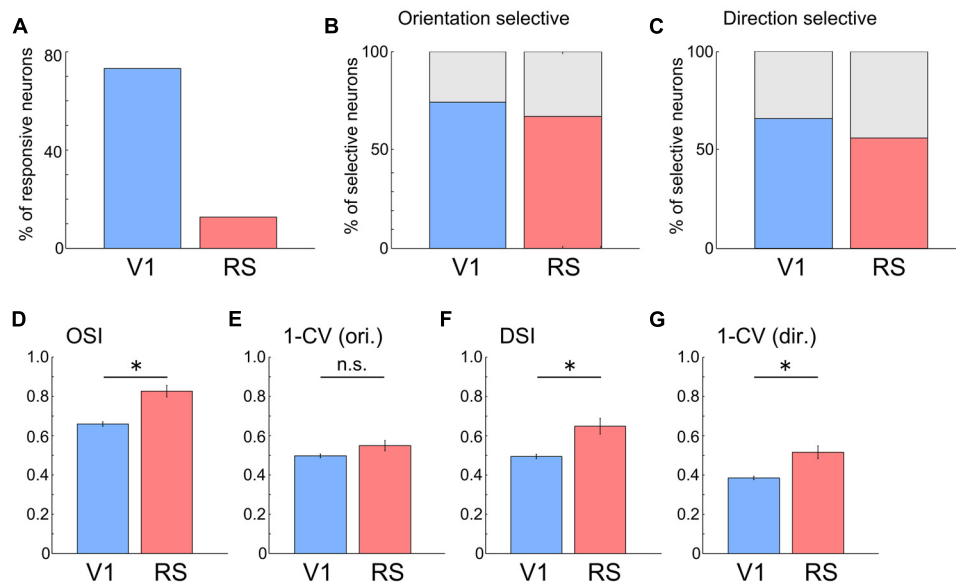 A
80
40
0
% of responsive neurons
V1 RS
B
Orientation selective
100
50
0
% of selective neurons
V1 RS
C
Direction selective
100
50
0
% of selective neurons
V1 RS
D
OSI
1.0
0.8
0.6
0.4
0.2
0
*
V1 RS
E
1-CV (ori.)
1.0
0.8
0.6
0.4
0.2
0
n.s.
V1 RS
F
DSI
1.0
0.8
0.6
0.4
0.2
0
*
V1 RS
G
1-CV (dir.)
1.0
0.8
0.6
0.4
0.2
0
*
V1 RS